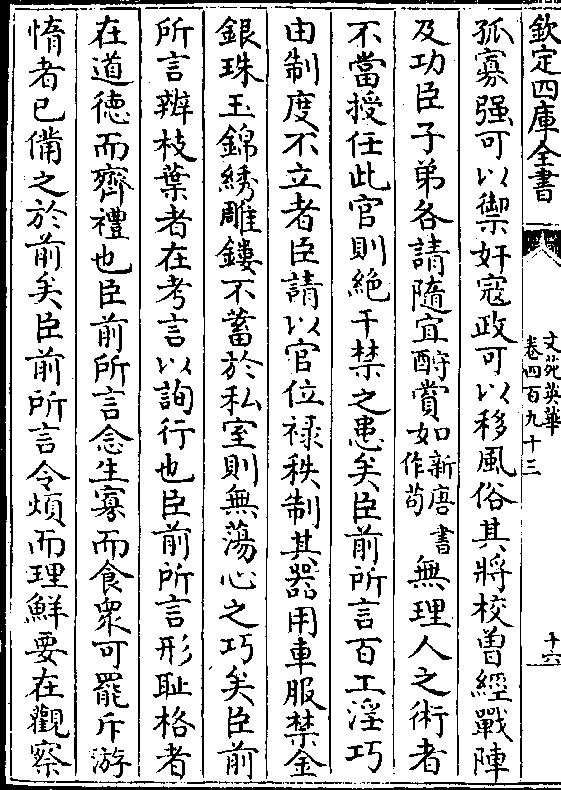 欽定四庫全書
文苑英華
卷四百九十三
十六
孤寡强可以禦奸寇政可以移風俗其將校曽經戰陣
及功臣子弟各請隨宜酧賞如新唐書作苟無理人之術者
不當授任此官則絶干禁之患矣臣前所言百工淫巧
由制度不立者臣請以官位禄秩制其器用車服禁金
銀珠玉錦綉雕鏤不蓄於私室則無蕩心之巧矣臣前
所言辨枝葉者在考言以詢行也臣前所言形耻格者
在道徳而齊禮也臣前所言念生寡而食衆可罷斥游
惰者已備之於前矣臣前所言令煩而理鮮要在觀察